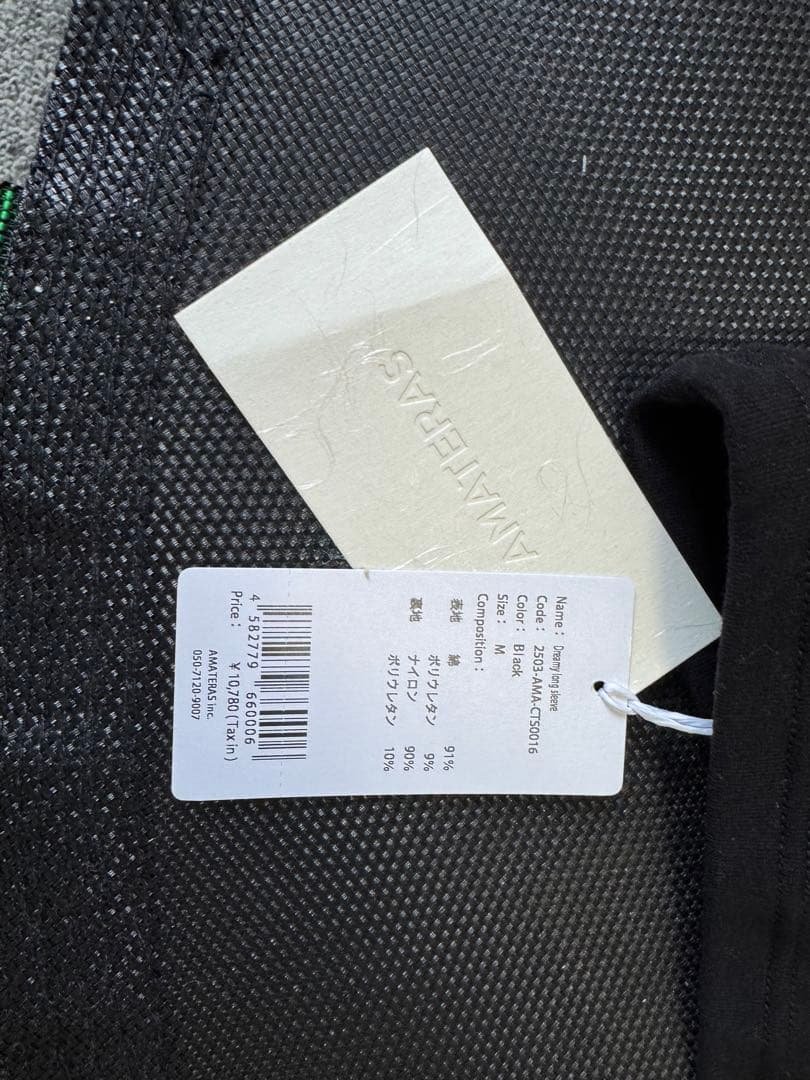 AMATERAS
Name : Dreamy long sleeve
Code : 2503-AMA-CTS0016
Color : Black
Size : M
Composition :
表地 綿 91%
ポリウレタン 9%
裏地 ナイロン 90%
ポリウレタン 10%
4 582779 660006
Price : ¥10,780 (Tax in)
AMATERAS inc.
050-7120-9007